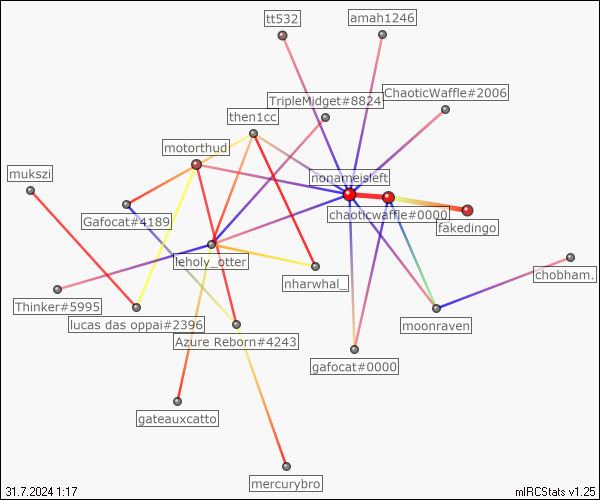 tt532
amah1246
ChaoticWaffle#2006
TripleMidget#8824
then1cc
motorthud
mukszi
nonameisleft
Gafocat#4189
chaoticwaffle#0000
fakedingo
leholy_otter
chobham.
nharwhal_
Thinker#5995
lucas das oppai#2396
moonraven
Azure Reborn#4243
gafocat#0000
gateauxcatto
mercurybro
31.7.2024 1:17
mIRCStats v1.25